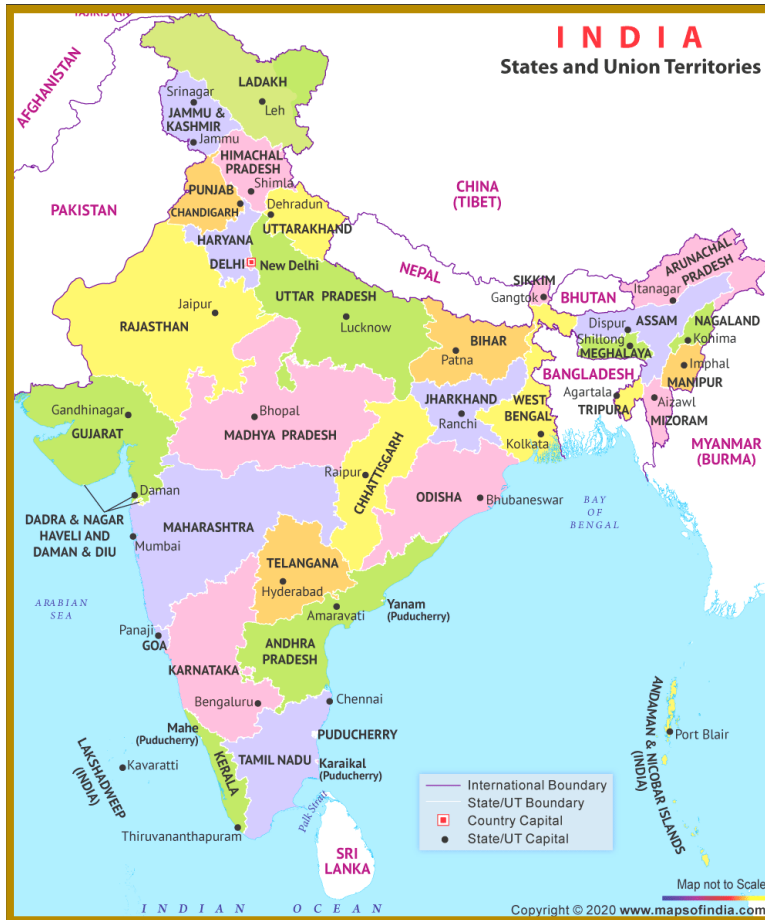 INDIA
States and Union Territories
TAJIKISTAN
AFGHANISTAN
PAKISTAN
CHINA
(TIBET)
NEPAL
BHUTAN
BANGLADESH
MYANMAR
(BURMA)
SRI
LANKA
LADAKH
Leh
Srinagar
JAMMU &
KASHMIR
Jammu
HIMACHAL
PRADESH
Shimla
PUNJAB
CHANDIGARH
Dehradun
UTTARAKHAND
HARYANA
DELHI
New Delhi
RAJASTHAN
Jaipur
UTTAR PRADESH
Lucknow
BIHAR
Patna
SIKKIM
Gangtok
ARUNACHAL
PRADESH
Itanagar
ASSAM
Dispur
NAGALAND
Kohima
Shillong
MEGHALAYA
Imphal
MANIPUR
Agartala
TRIPURA
Aizawl
MIZORAM
WEST
BENGAL
Kolkata
JHARKHAND
Ranchi
Gandhinagar
GUJARAT
Bhopal
MADHYA PRADESH
CHHATTISGARH
Raipur
ODISHA
Bhubaneswar
Daman
DADRA & NAGAR
HAVELI AND
DAMAN & DIU
MAHARASHTRA
Mumbai
TELANGANA
Hyderabad
Amaravati
Yanam
(Puducherry)
ANDHRA
PRADESH
Panaji
GOA
KARNATAKA
Bengaluru
Chennai
PUDUCHERRY
Mahe
(Puducherry)
TAMIL NADU
Karaikal
(Puducherry)
KERALA
Thiruvananthapuram
LAKSHADWEEP
(INDIA)
Kavaratti
ANDAMAN & NICOBAR ISLANDS
(INDIA)
Port Blair
ARABIAN
SEA
BAY
OF
BENGAL
Palk Strait
INDIAN OCEAN
International Boundary
State/UT Boundary
Country Capital
State/UT Capital
Map not to Scale
Copyright © 2020 www.mapsofindia.com